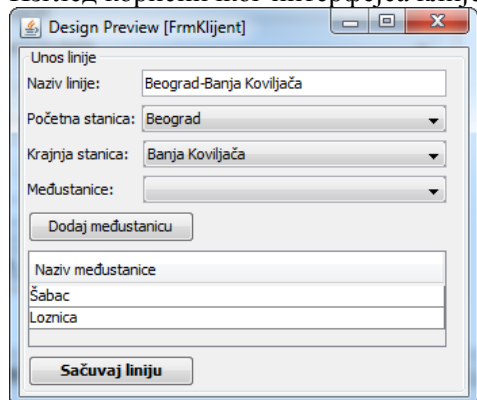 Design Preview [FrmKlijent]
Unos linije
Naziv linije: Beograd-Banja Koviljača
Početna stanica: Beograd
Krajnja stanica: Banja Koviljača
Međustanice:
Dodaj međustanicu
Naziv međustanice
Šabac
Loznica
Sačuvaj liniju